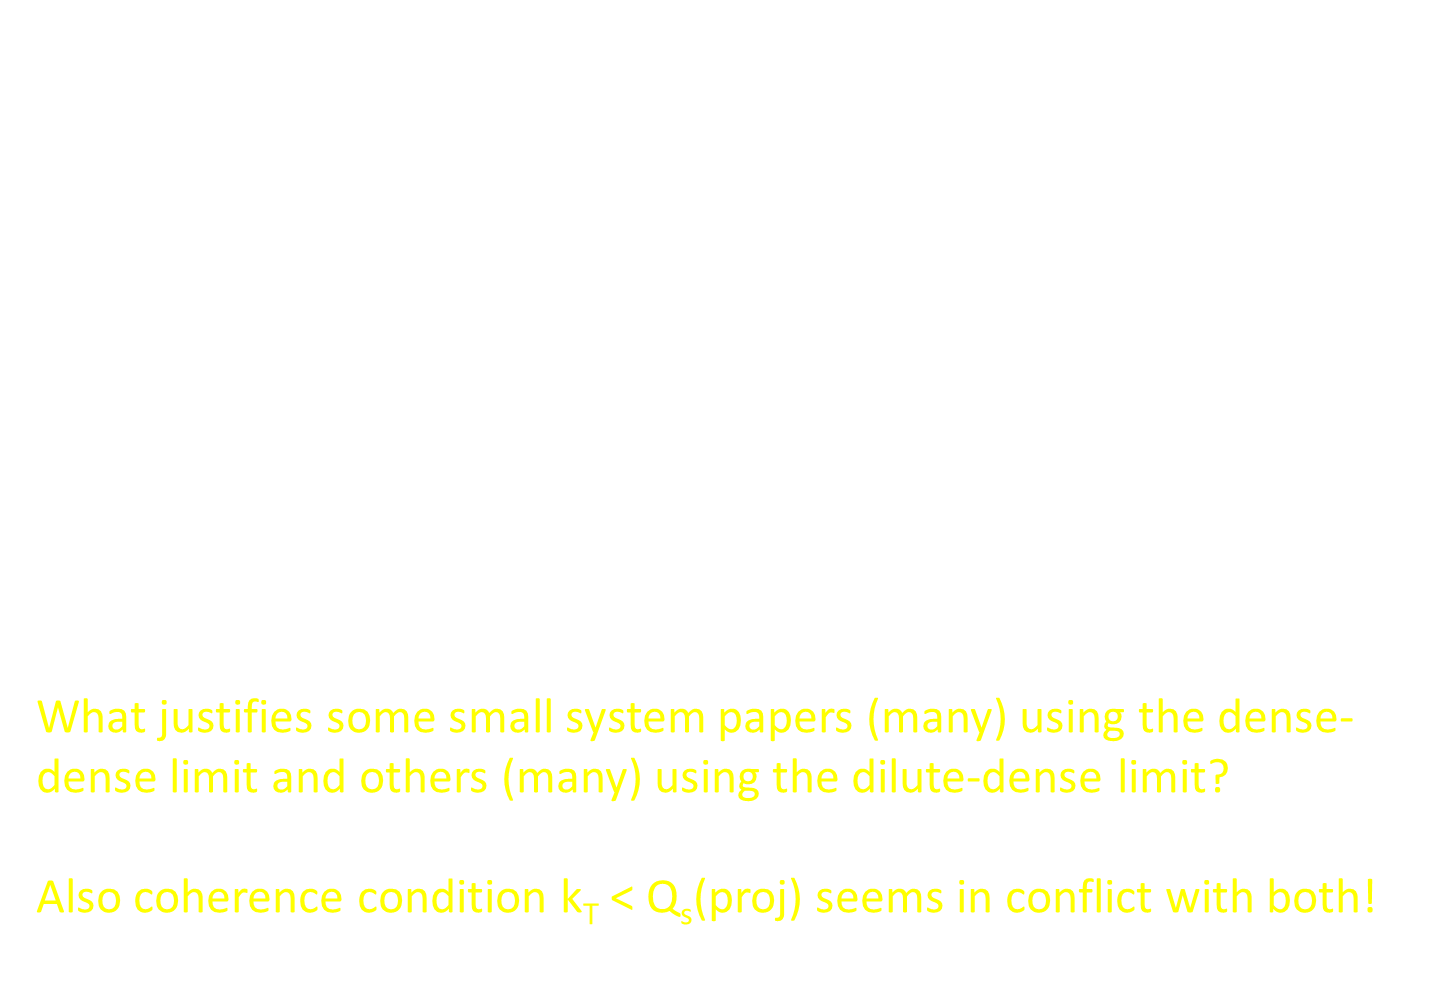 What justifies some small system papers (many) using the dense-
dense limit and others (many) using the dilute-dense limit?
Also coherence condition kT < Qs(proj) seems in conflict with both!